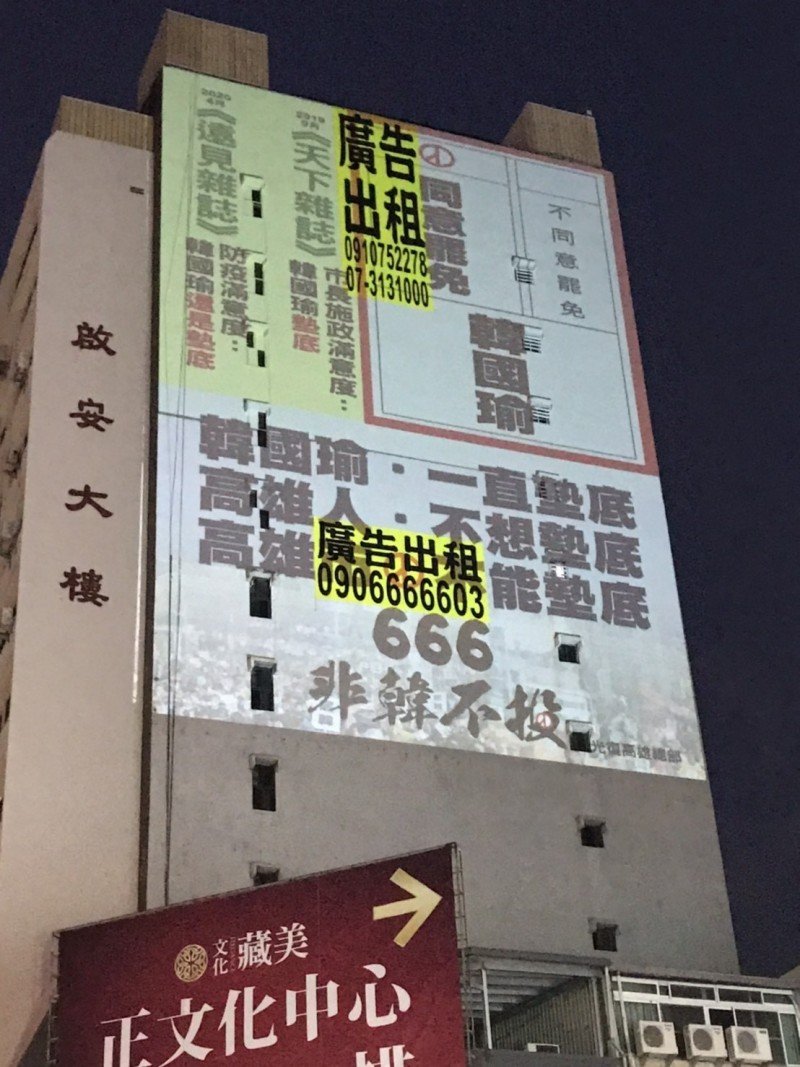 2020
4月
《遠見雜誌》
防疫滿意度：
韓國瑜還是墊底
2019
9月
《天下雜誌》
市長施政滿意度：
韓國瑜墊底
廣告
出租
0910752278
07-3131000
同意罷免
不同意罷免
韓國瑜
韓國瑜：一直墊底
高雄人：不想墊底
高雄 能墊底
廣告出租
0906666603
666
非韓不投
光復高雄總部
啟安大樓
文化
藏美
正文化中心